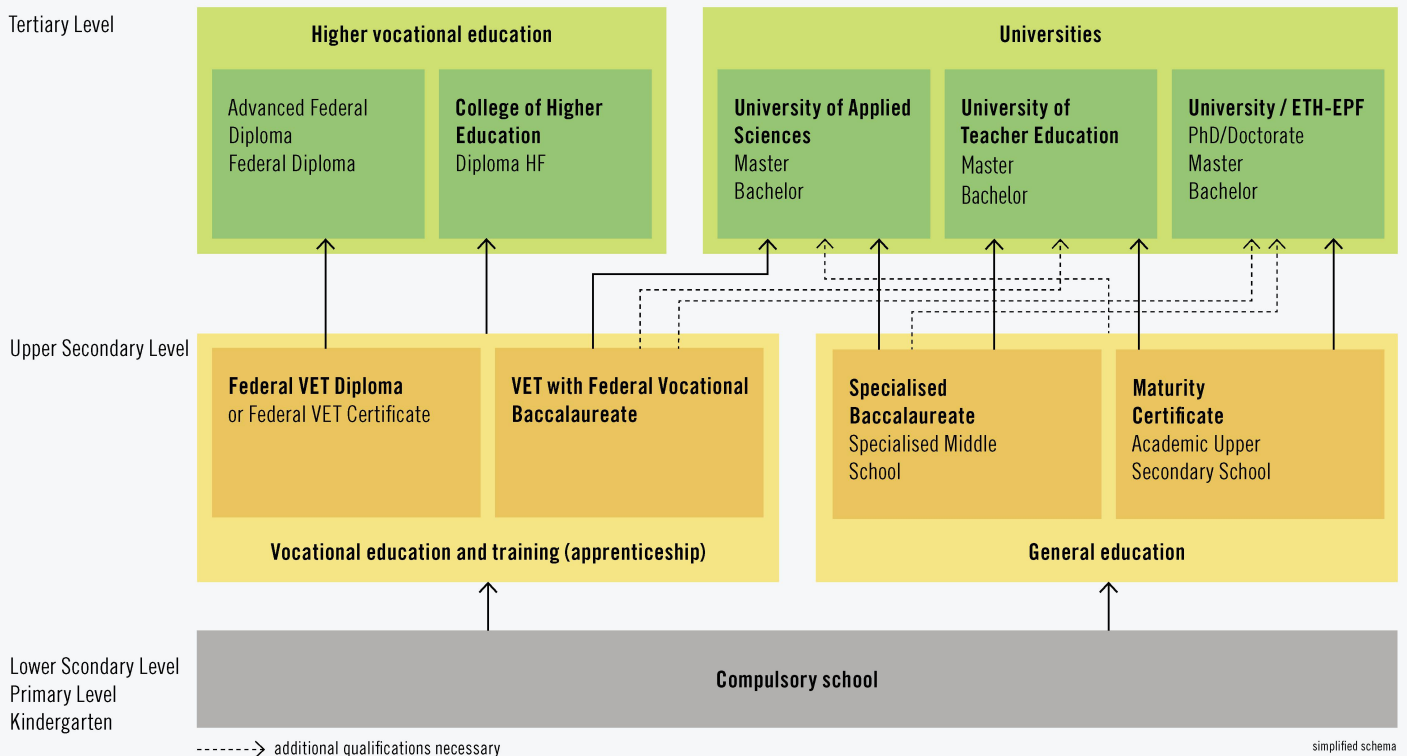 Tertiary Level
Higher vocational education
Universities
Advanced Federal
Diploma
Federal Diploma
College of Higher
Education
Diploma HF
University of Applied
Sciences
Master
Bachelor
University of
Teacher Education
Master
Bachelor
University / ETH-EPF
PhD/Doctorate
Master
Bachelor
Upper Secondary Level
Federal VET Diploma
or Federal VET Certificate
VET with Federal Vocational
Baccalaureate
Specialised
Baccalaureate
Specialised Middle
School
Maturity
Certificate
Academic Upper
Secondary School
Vocational education and training (apprenticeship)
General education
Lower Scondary Level
Primary Level
Kindergarten
Compulsory school
additional qualifications necessary
simplified schema